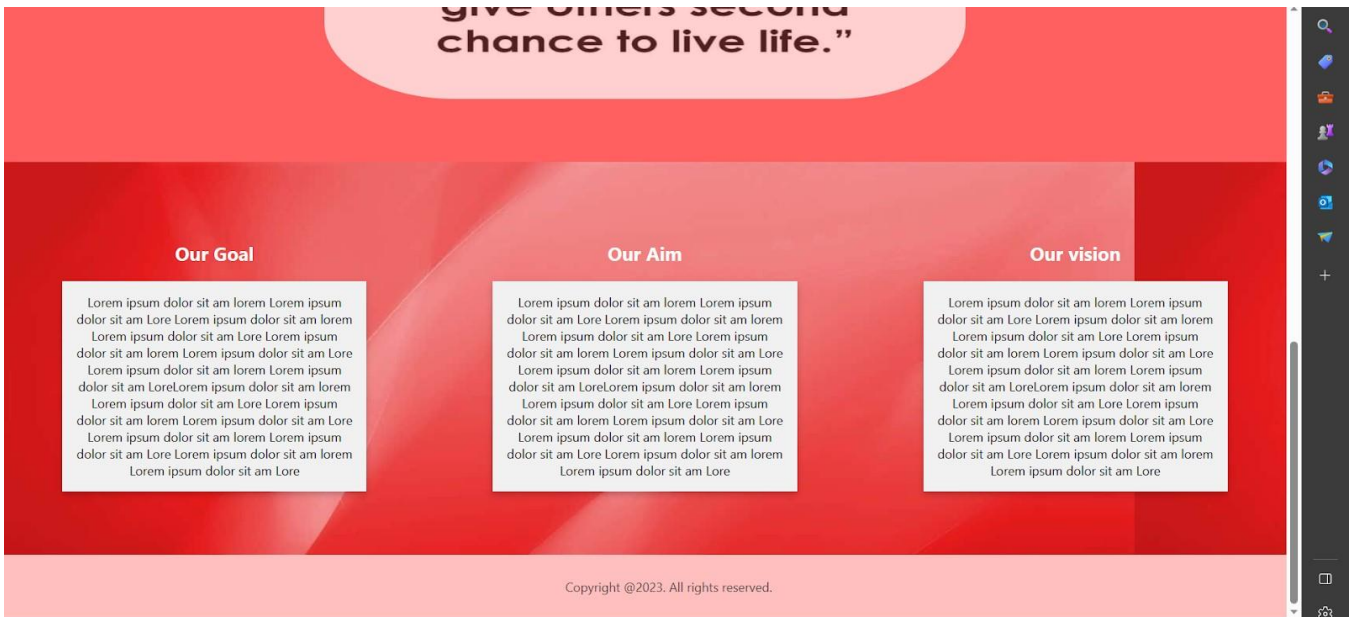 give others second
chance to live life.”
Our Goal
Lorem ipsum dolor sit am lorem Lorem ipsum
dolor sit am Lore Lorem ipsum dolor sit am lorem
Lorem ipsum dolor sit am Lore Lorem ipsum
dolor sit am lorem Lorem ipsum dolor sit am Lore
Lorem ipsum dolor sit am lorem Lorem ipsum
dolor sit am LoreLorem ipsum dolor sit am lorem
Lorem ipsum dolor sit am Lore Lorem ipsum
dolor sit am lorem Lorem ipsum dolor sit am Lore
Lorem ipsum dolor sit am lorem Lorem ipsum
dolor sit am Lore Lorem ipsum dolor sit am lorem
Lorem ipsum dolor sit am Lore
Our Aim
Lorem ipsum dolor sit am lorem Lorem ipsum
dolor sit am Lore Lorem ipsum dolor sit am lorem
Lorem ipsum dolor sit am Lore Lorem ipsum
dolor sit am lorem Lorem ipsum dolor sit am Lore
Lorem ipsum dolor sit am lorem Lorem ipsum
dolor sit am LoreLorem ipsum dolor sit am lorem
Lorem ipsum dolor sit am Lore Lorem ipsum
dolor sit am lorem Lorem ipsum dolor sit am Lore
Lorem ipsum dolor sit am lorem Lorem ipsum
dolor sit am Lore Lorem ipsum dolor sit am lorem
Lorem ipsum dolor sit am Lore
Our vision
Lorem ipsum dolor sit am lorem Lorem ipsum
dolor sit am Lore Lorem ipsum dolor sit am lorem
Lorem ipsum dolor sit am Lore Lorem ipsum
dolor sit am lorem Lorem ipsum dolor sit am Lore
Lorem ipsum dolor sit am lorem Lorem ipsum
dolor sit am LoreLorem ipsum dolor sit am lorem
Lorem ipsum dolor sit am Lore Lorem ipsum
dolor sit am lorem Lorem ipsum dolor sit am Lore
Lorem ipsum dolor sit am lorem Lorem ipsum
dolor sit am Lore Lorem ipsum dolor sit am lorem
Lorem ipsum dolor sit am Lore
Copyright @2023. All rights reserved.